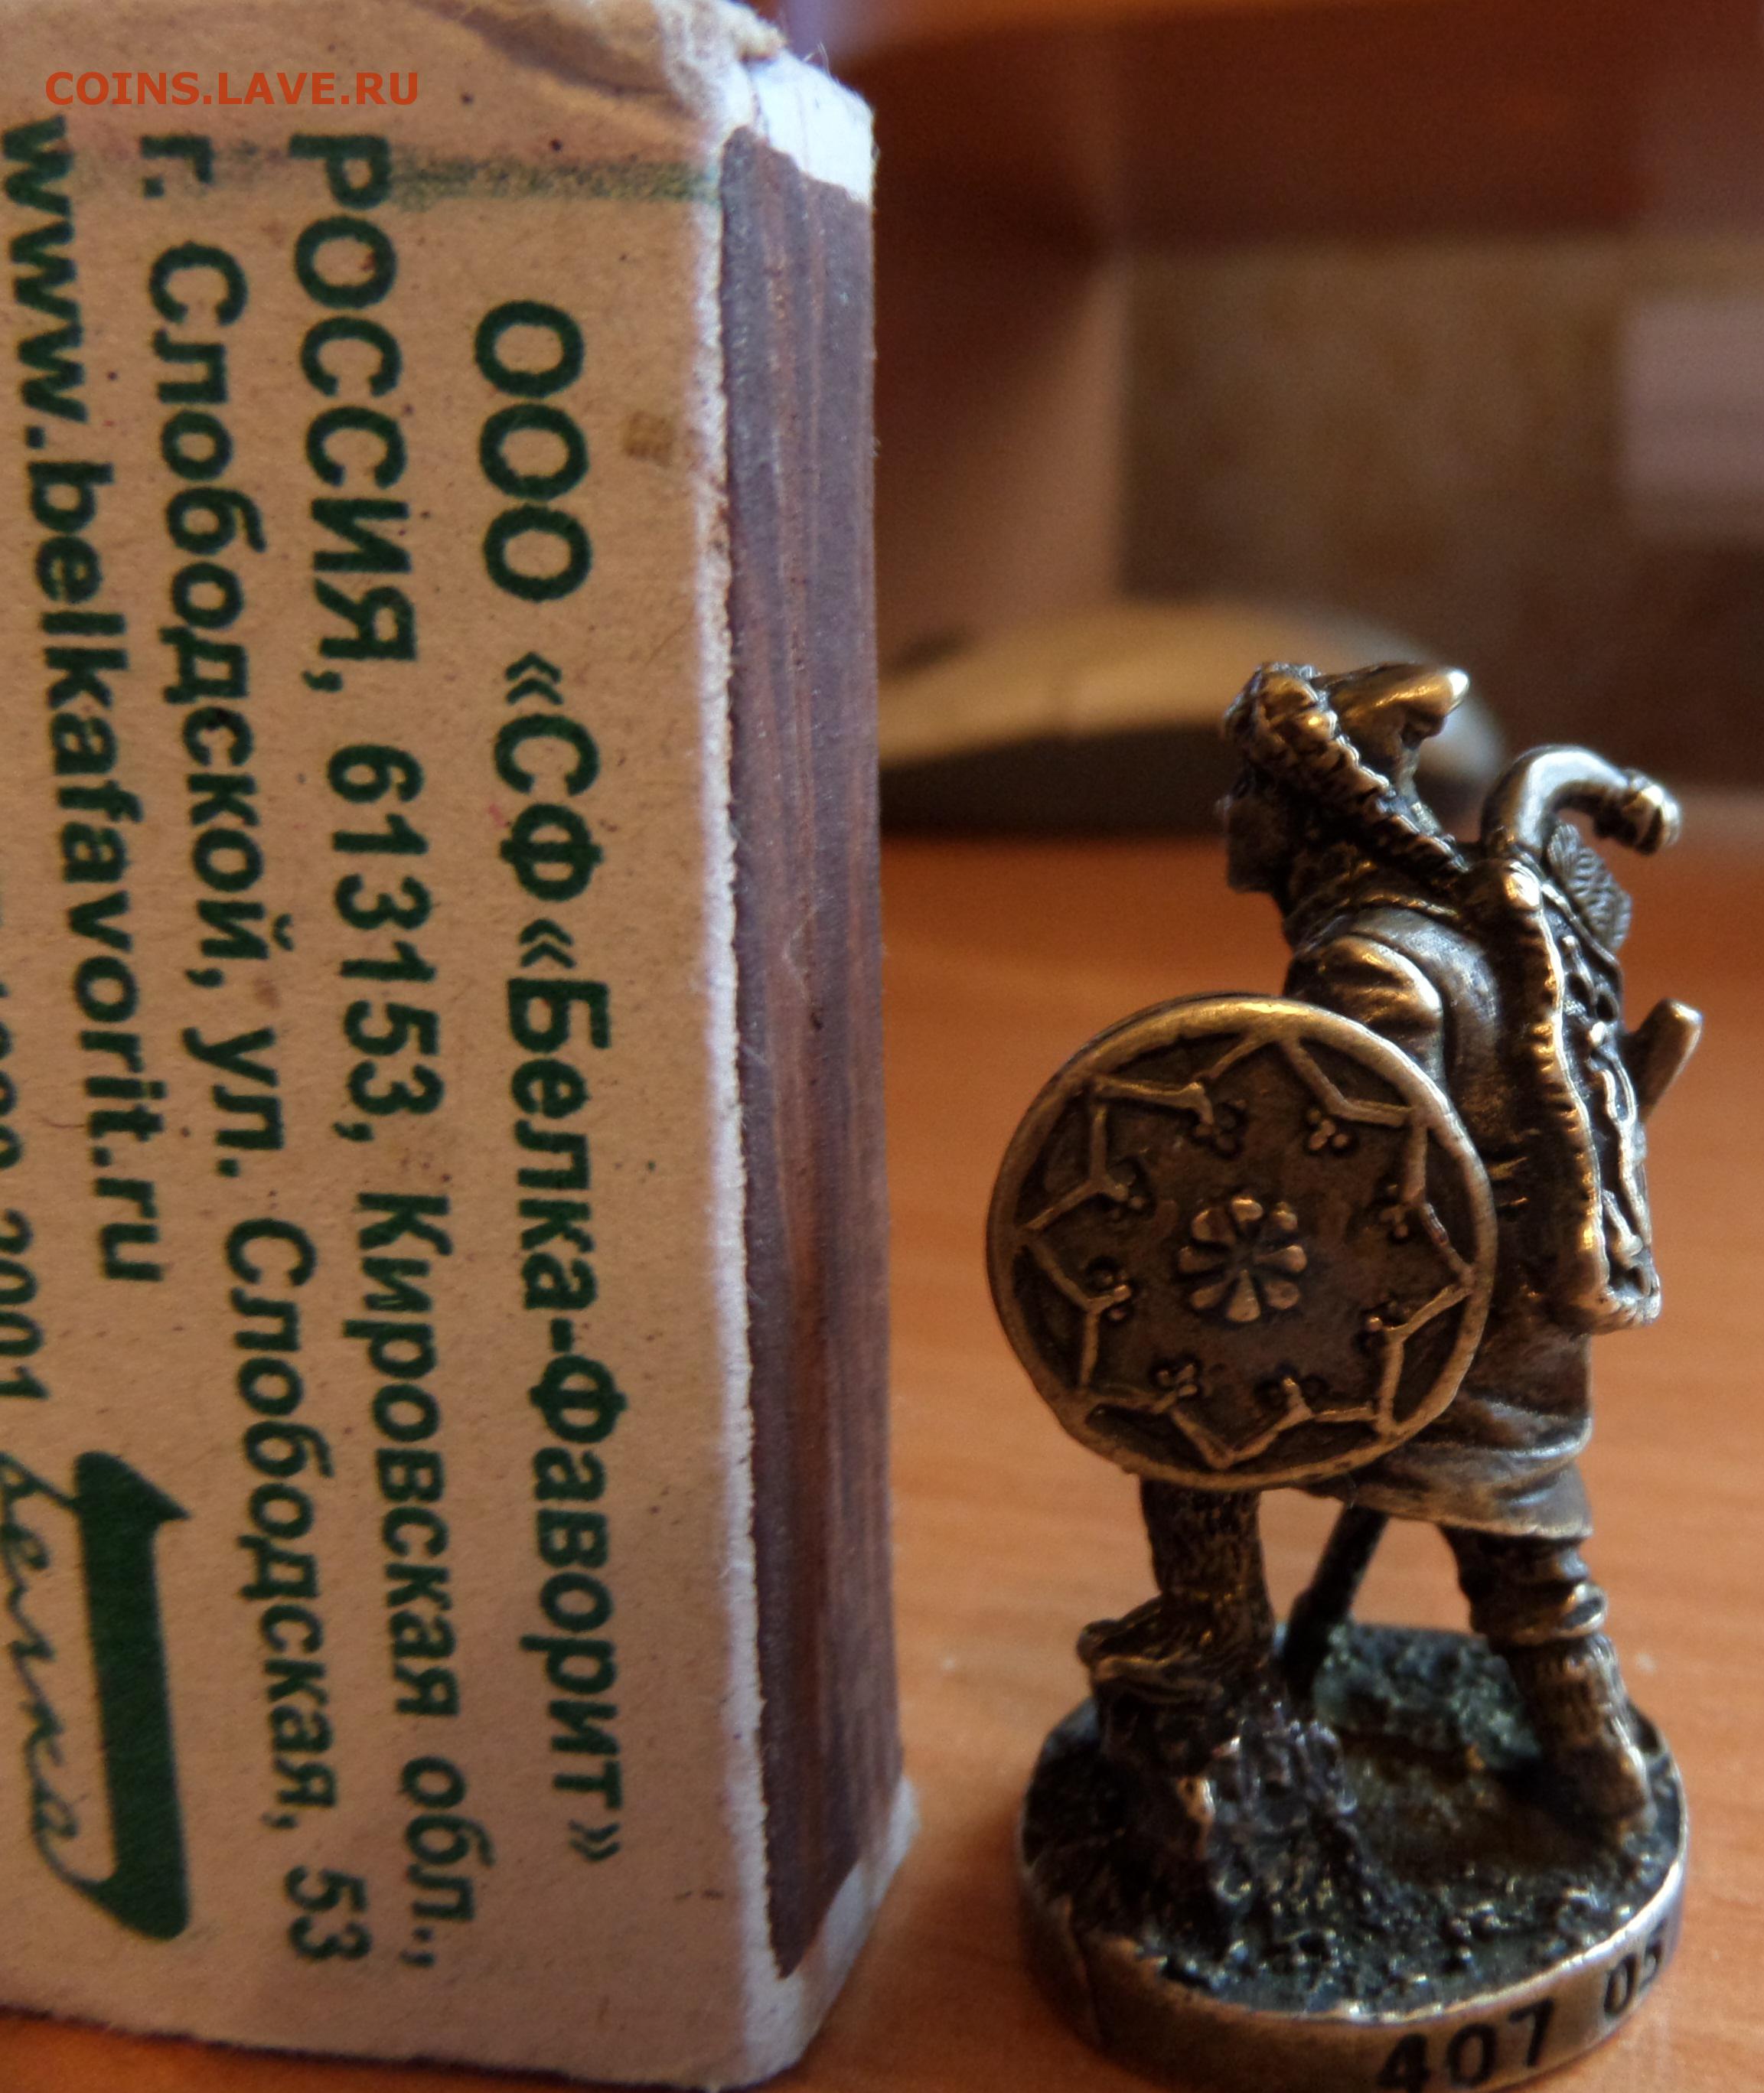 COINS.LAVE.RU
ООО «СФ «Белка-Фаворит»
РОССИЯ, 613153, Кировская обл.,
г. Слободской, ул. Слободская, 53
www.belkafavorit.ru
407